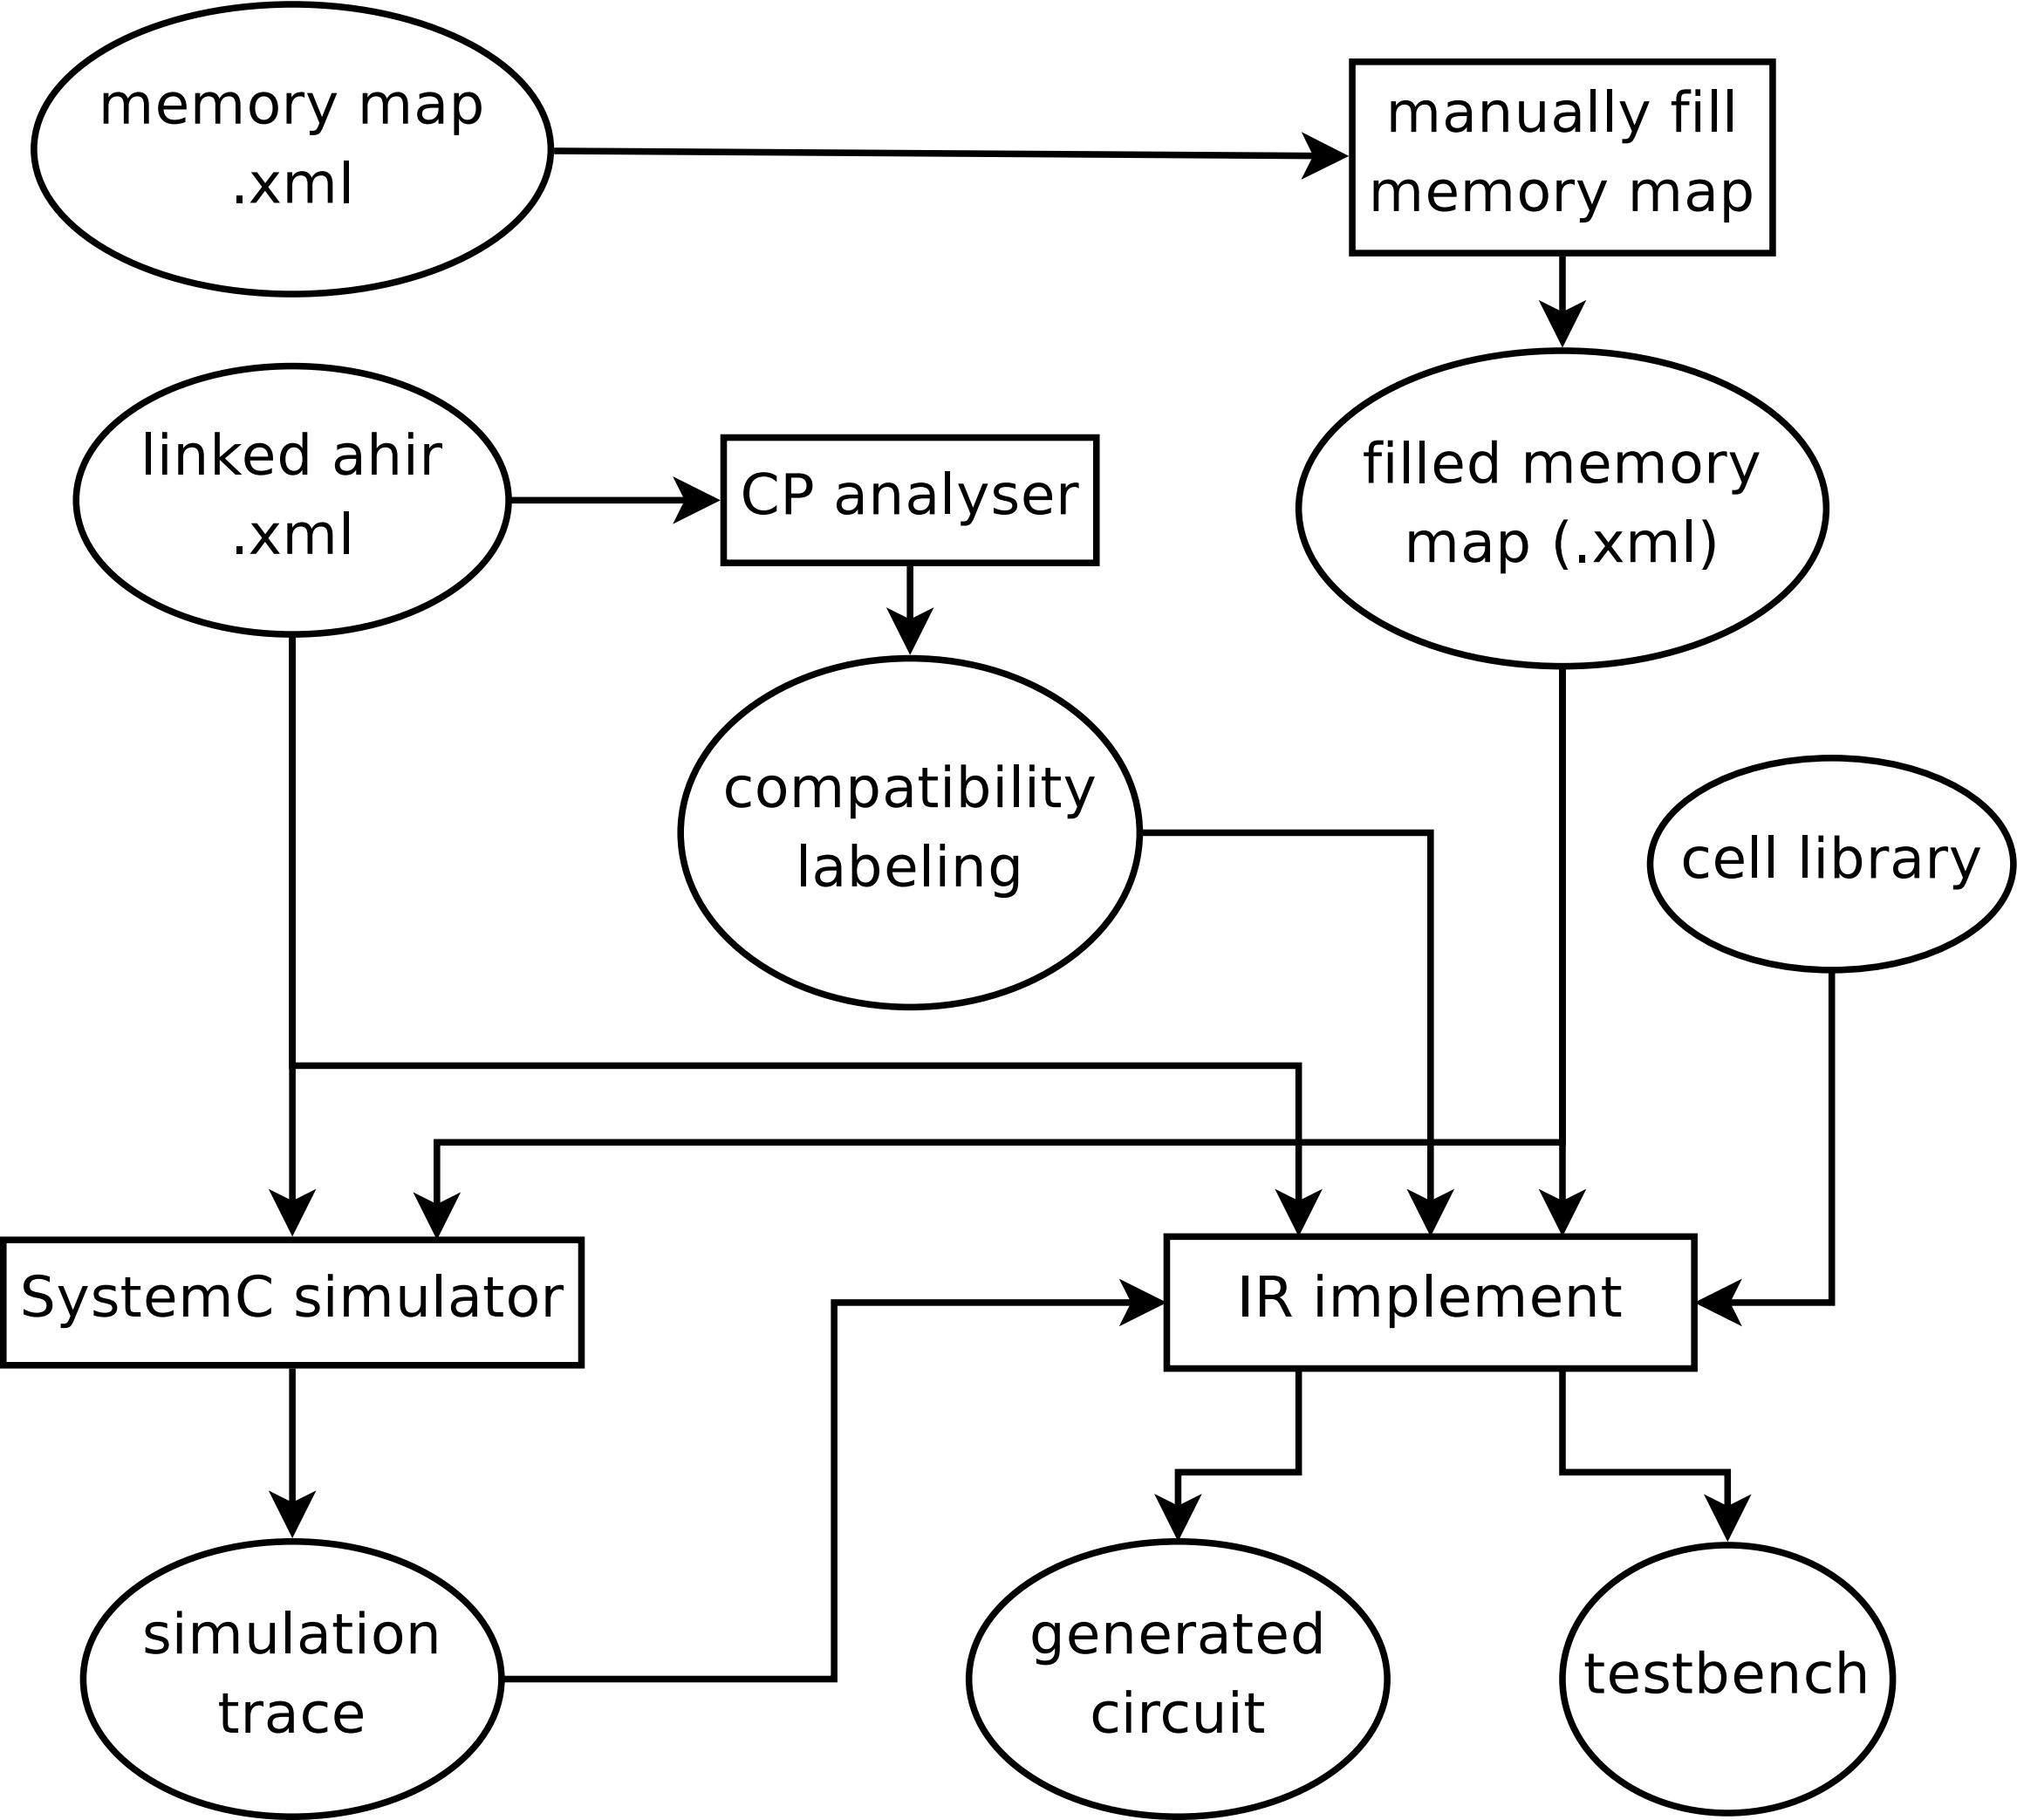 memory map
.xml
manually fill
memory map
linked ahir
.xml
CP analyser
filled memory
map (.xml)
compatibility
labeling
cell library
SystemC simulator
IR implement
simulation
trace
generated
circuit
testbench